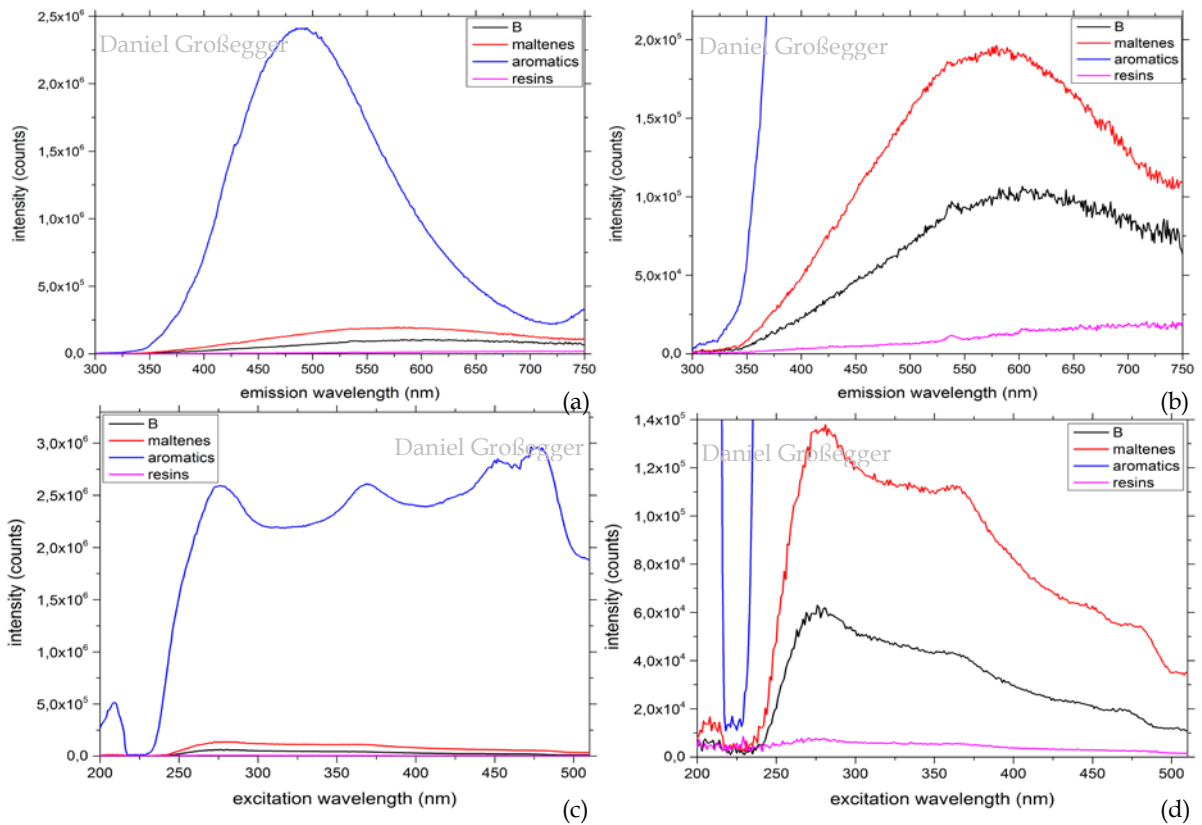 Daniel Großegger
B
maltenes
aromatics
resins
2,5x10⁶
2,0x10⁶
1,5x10⁶
1,0x10⁶
5,0x10⁵
0,0
intensity (counts)
300 350 400 450 500 550 600 650 700 750
emission wavelength (nm)
(a)
Daniel Großegger
B
maltenes
aromatics
resins
2,0x10⁵
1,5x10⁵
1,0x10⁵
5,0x10⁴
0,0
intensity (counts)
300 350 400 450 500 550 600 650 700 750
emission wavelength (nm)
(b)
B
maltenes
aromatics
resins
Daniel Großegger
3,0x10⁶
2,5x10⁶
2,0x10⁶
1,5x10⁶
1,0x10⁶
5,0x10⁵
0,0
intensity (counts)
200 250 300 350 400 450 500
excitation wavelength (nm)
(c)
Daniel Großegger
B
maltenes
aromatics
resins
1,4x10⁵
1,2x10⁵
1,0x10⁵
8,0x10⁴
6,0x10⁴
4,0x10⁴
2,0x10⁴
0,0
intensity (counts)
200 250 300 350 400 450 500
excitation wavelength (nm)
(d)